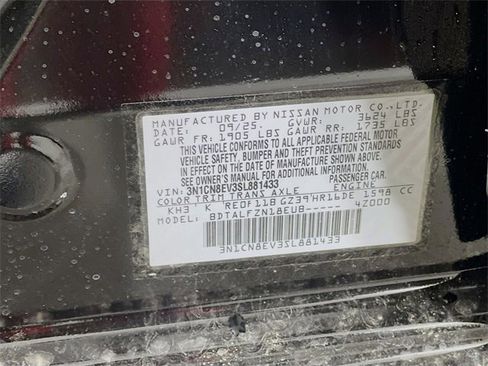 MANUFACTURED BY NISSAN MOTOR CO.,LTD.
DATE: 09/25. GVWR: 3624 LBS
GAWR FR: 1905 LBS GAWR RR: 1735 LBS
THIS VEHICLE CONFORMS TO ALL APPLICABLE FEDERAL MOTOR
VEHICLE SAFETY, BUMPER AND THEFT PREVENTION STANDARDS
IN EFFECT ON THE DATE OF MANUFACTURE SHOWN ABOVE.
SEE OWNER'S MANUAL FOR ADDITIONAL INFORMATION
VIN: 3N1CN8EV3SL881433 PASSENGER CAR.
COLOR TRIM TRANS AXLE ENGINE
KH3 K RE0F11B GZ39 HR16DE 1598 CC
MODEL: BDTALFZN18EUB----- 4Z000
3N1CN8EV3SL881433